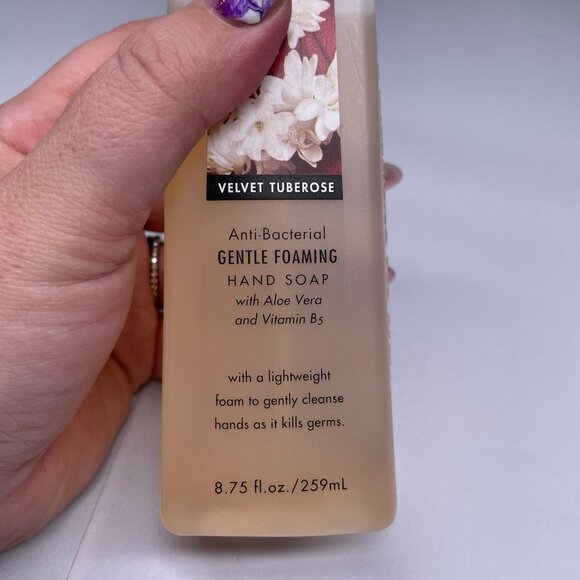 VELVET TUBEROSE
Anti-Bacterial
GENTLE FOAMING
HAND SOAP
with Aloe Vera
and Vitamin B5
with a lightweight
foam to gently cleanse
hands as it kills germs.
8.75 fl.oz./259mL